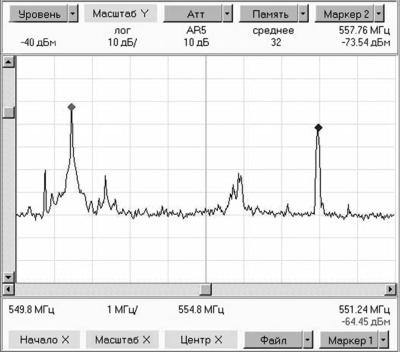 Уровень Масштаб Y Атт Память Маркер 2
лог AR5 среднее 557.76 МГц
-40 дБм 10 дБ/ 10 дБ 32 -73.54 дБм
549.8 МГц 1 МГц/ 554.8 МГц 551.24 МГц
-64.45 дБм
Начало X Масштаб X Центр X Файл Маркер 1